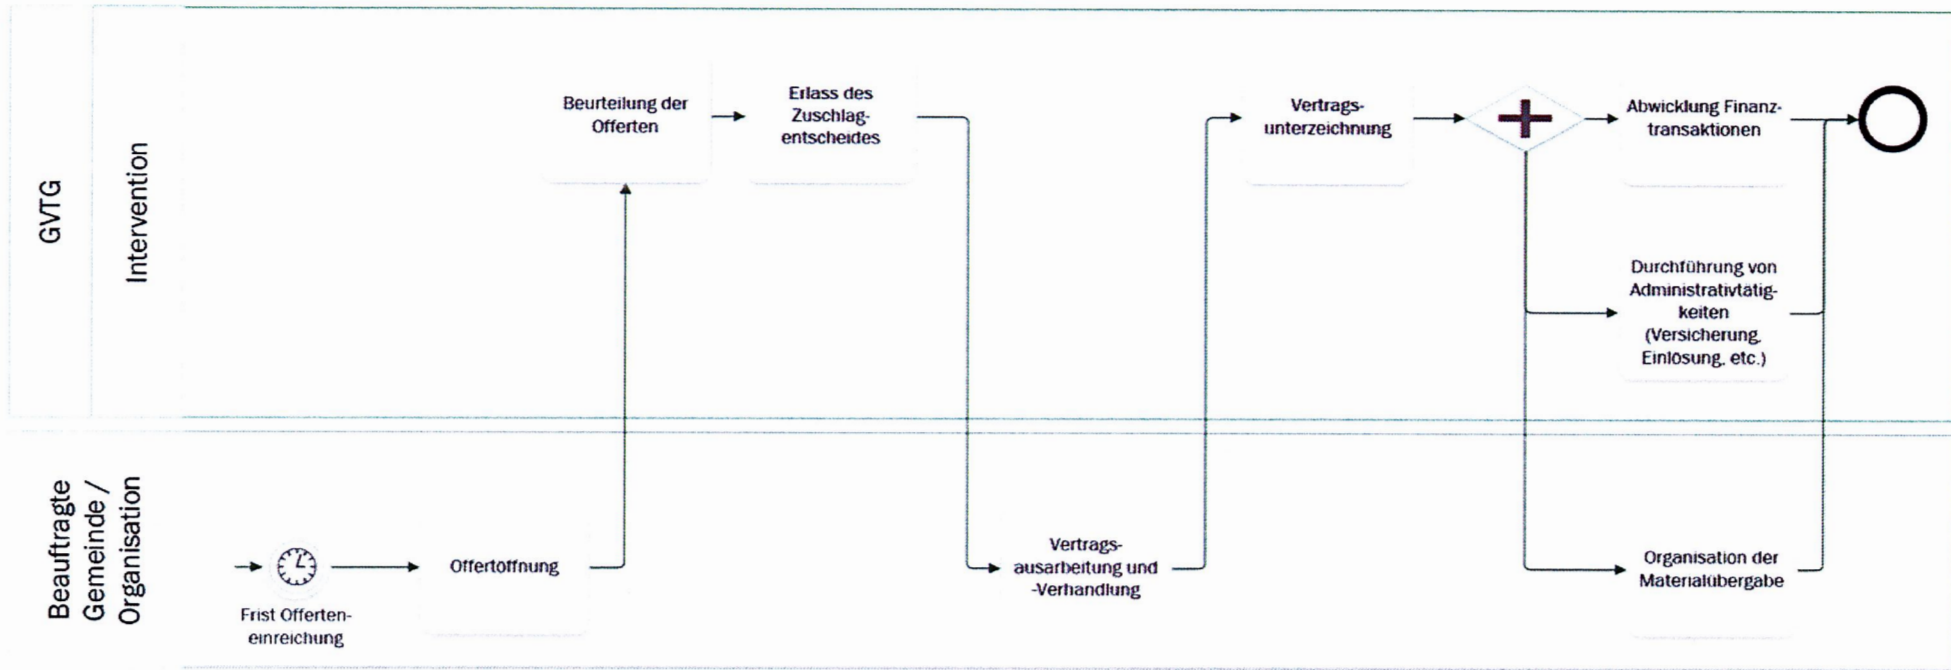 GVTG
Intervention
Beurteilung der
Offerten
Erlass des
Zuschlag-
entscheides
Vertrags-
unterzeichnung
Abwicklung Finanz-
transaktionen
Durchführung von
Administrativtätig-
keiten
(Versicherung,
Einlösung, etc.)
Beauftragte
Gemeinde /
Organisation
Frist Offerten-
einreichung
Offertöffnung
Vertrags-
ausarbeitung und
-Verhandlung
Organisation der
Materialübergabe